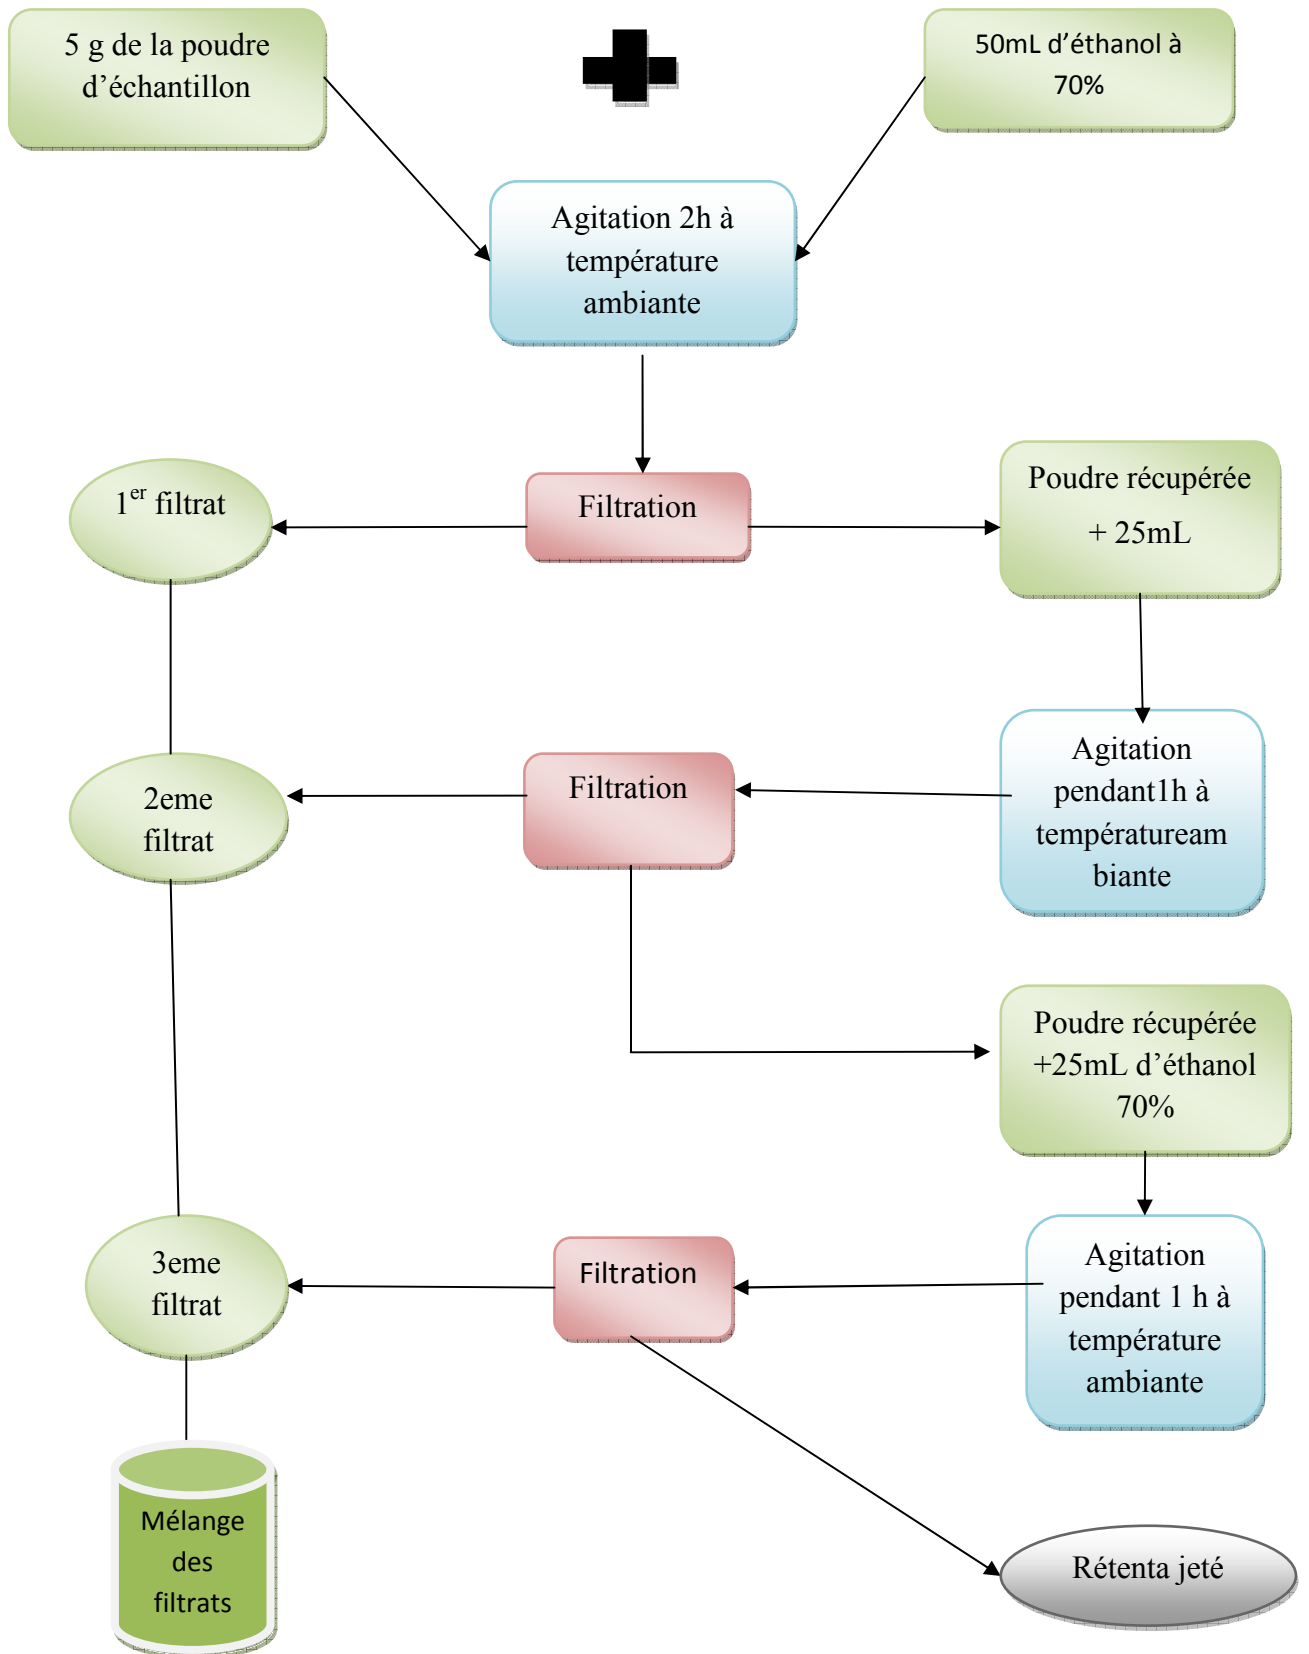 5 g de la poudre
d’échantillon
50mL d’éthanol à
70%
Agitation 2h à
température
ambiante
1er filtrat
Filtration
Poudre récupérée
+ 25mL
2eme
filtrat
Filtration
Agitation
pendant1h à
températuream
biante
Poudre récupérée
+25mL d’éthanol
70%
3eme
filtrat
Filtration
Agitation
pendant 1 h à
température
ambiante
Mélange
des
filtrats
Rétenta jeté